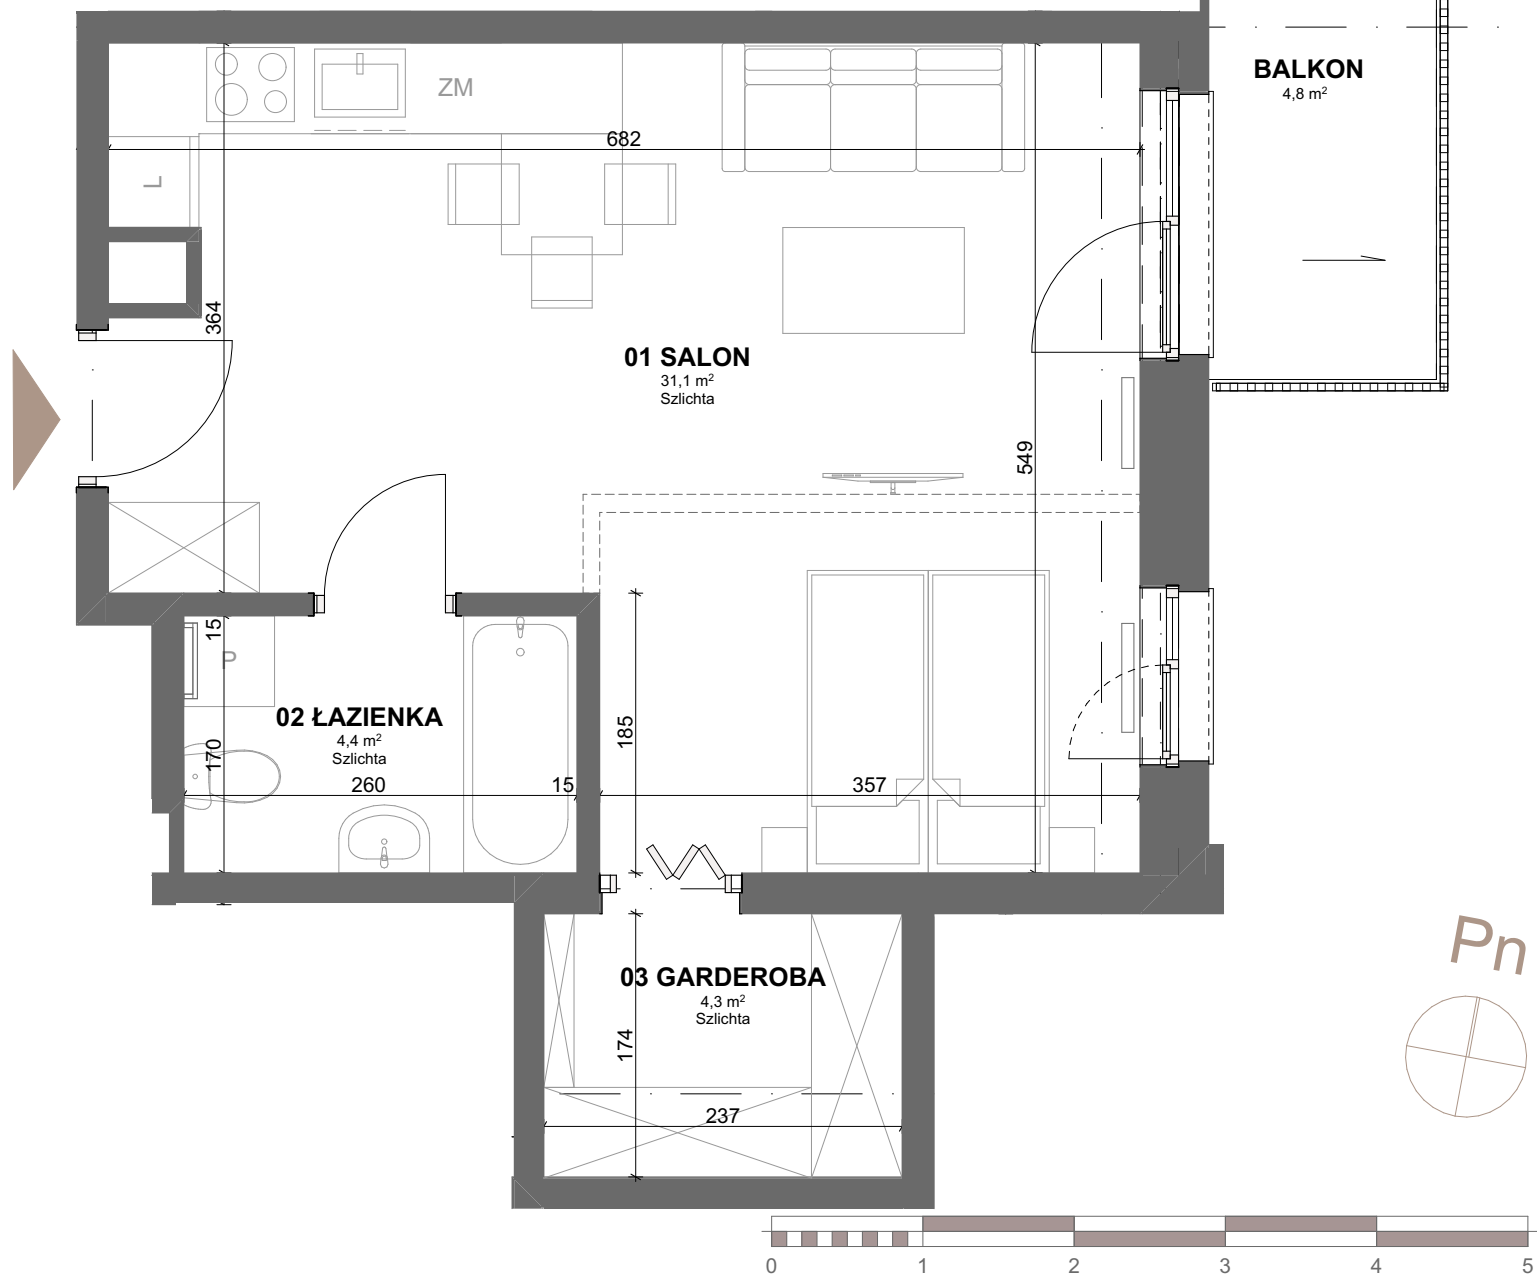 BALKON
4,8 m²
ZM
682
L
364
01 SALON
31,1 m²
Szlichta
549
15
P
02 ŁAZIENKA
4,4 m²
Szlichta
170
260
15
185
357
03 GARDEROBA
4,3 m²
Szlichta
174
237
Pn
0 1 2 3 4 5